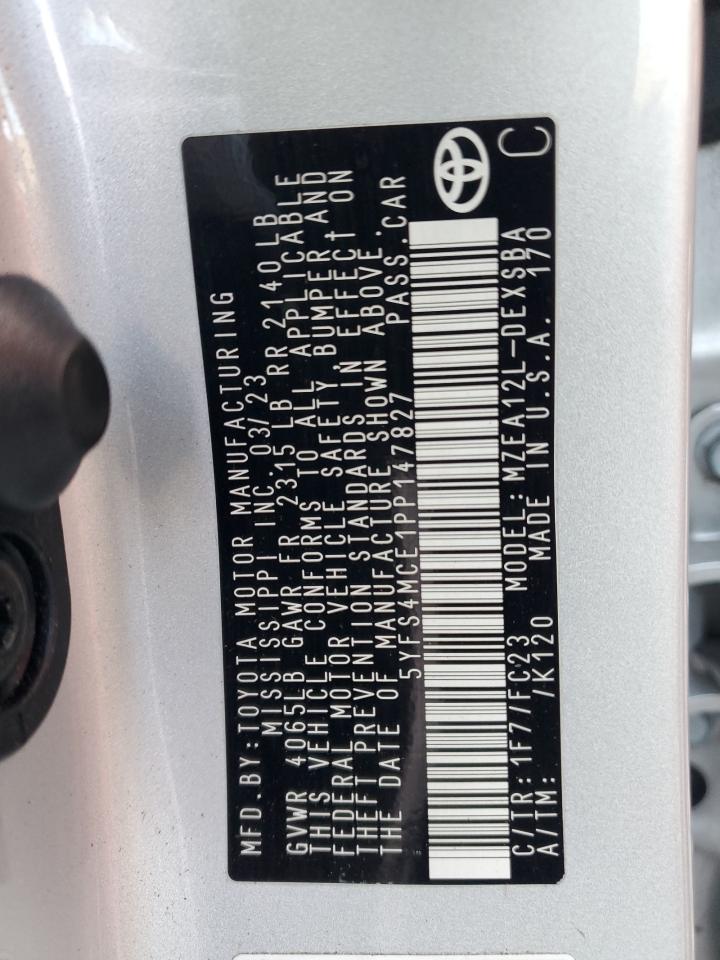 MFD.BY:TOYOTA MOTOR MANUFACTURING
MISSISSIPPI INC. 03/23
GVWR 4065LB GAWR FR 2315 LB RR 2140LB
THIS VEHICLE CONFORMS TO ALL APPLICABLE
FEDERAL MOTOR VEHICLE SAFETY, BUMPER,AND
THEFT PREVENTION STANDARDS IN EFFECT ON
THE DATE OF MANUFACTURE SHOWN ABOVE.
5YFS4MCE1PP147827 PASS.CAR
C/TR:1F7/FC23 MODEL:MZEA12L-DEXSBA
A/TM: /K120 MADE IN U.S.A. 170
C